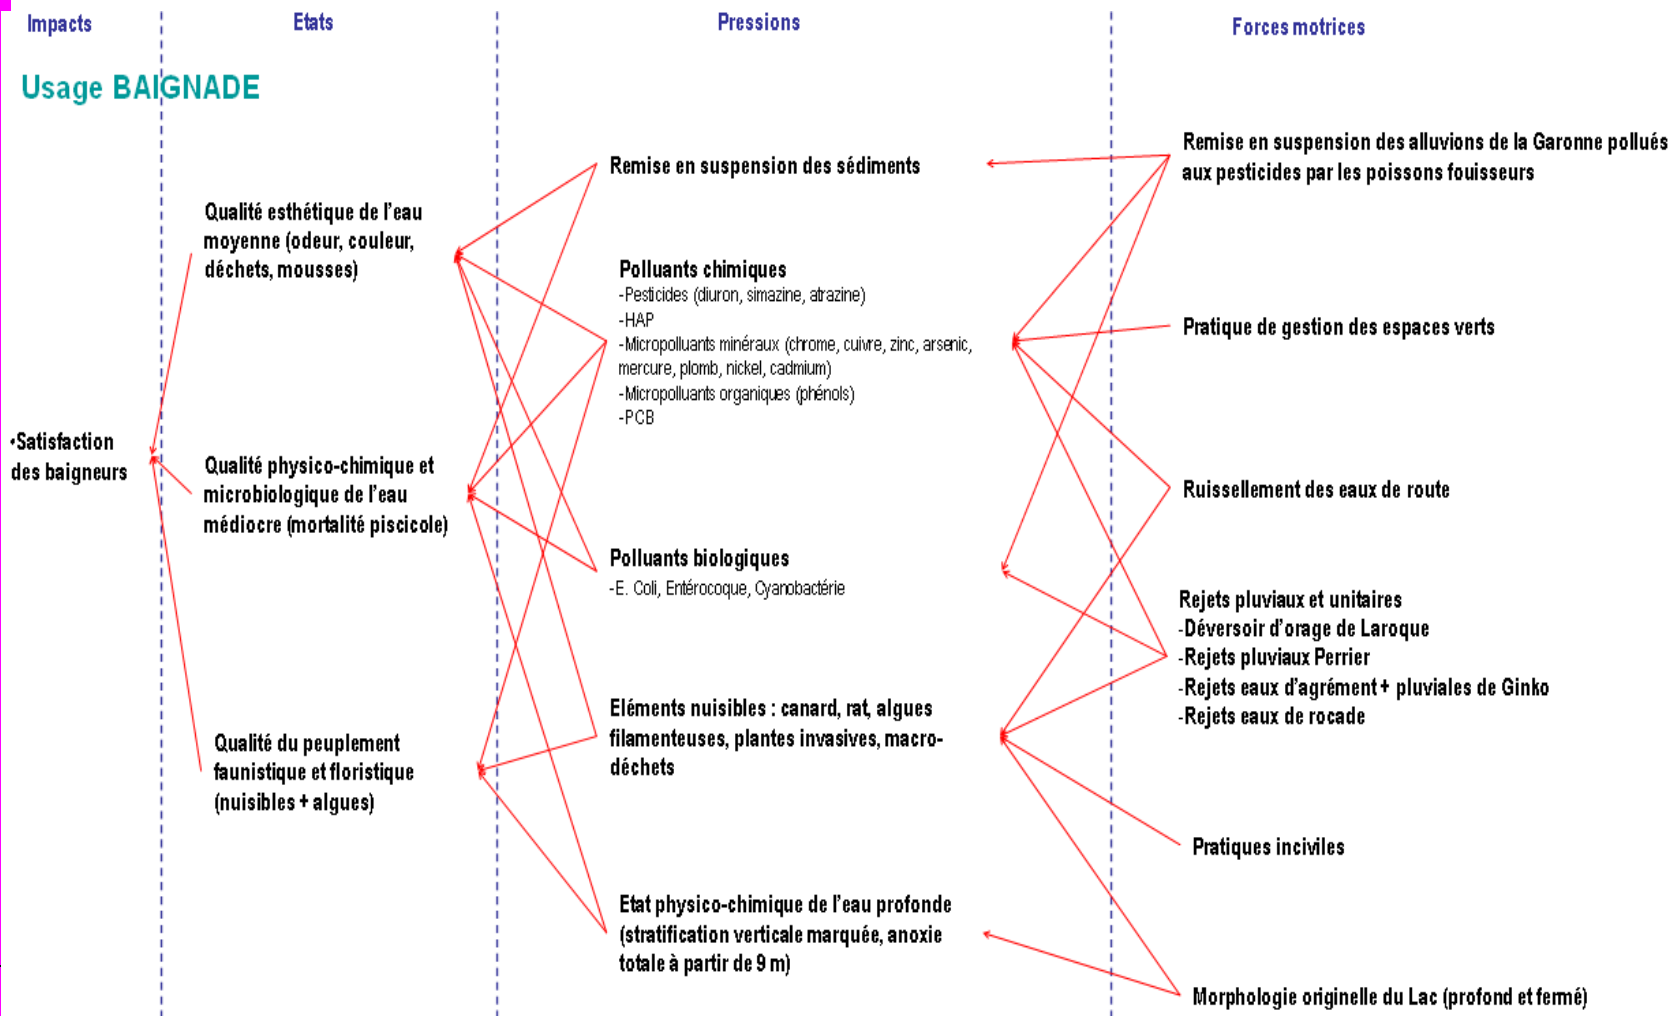 Impacts
Etats
Pressions
Forces motrices
Usage BAIGNADE
•Satisfaction
des baigneurs
Qualité esthétique de l'eau
moyenne (odeur, couleur,
déchets, mousses)
Qualité physico-chimique et
microbiologique de l'eau
médiocre (mortalité piscicole)
Qualité du peuplement
faunistique et floristique
(nuisibles + algues)
Remise en suspension des sédiments
Polluants chimiques
-Pesticides (diuron, simazine, atrazine)
-HAP
-Micropolluants minéraux (chrome, cuivre, zinc, arsenic,
mercure, plomb, nickel, cadmium)
-Micropolluants organiques (phénols)
-PCB
Polluants biologiques
-E. Coli, Entérocoque, Cyanobactérie
Eléments nuisibles : canard, rat, algues
filamenteuses, plantes invasives, macro-
déchets
Etat physico-chimique de l'eau profonde
(stratification verticale marquée, anoxie
totale à partir de 9 m)
Remise en suspension des alluvions de la Garonne pollués
aux pesticides par les poissons fouisseurs
Pratique de gestion des espaces verts
Ruissellement des eaux de route
Rejets pluviaux et unitaires
-Déversoir d'orage de Laroque
-Rejets pluviaux Perrier
-Rejets eaux d'agrément + pluviales de Ginko
-Rejets eaux de rocade
Pratiques inciviles
Morphologie originelle du Lac (profond et fermé)